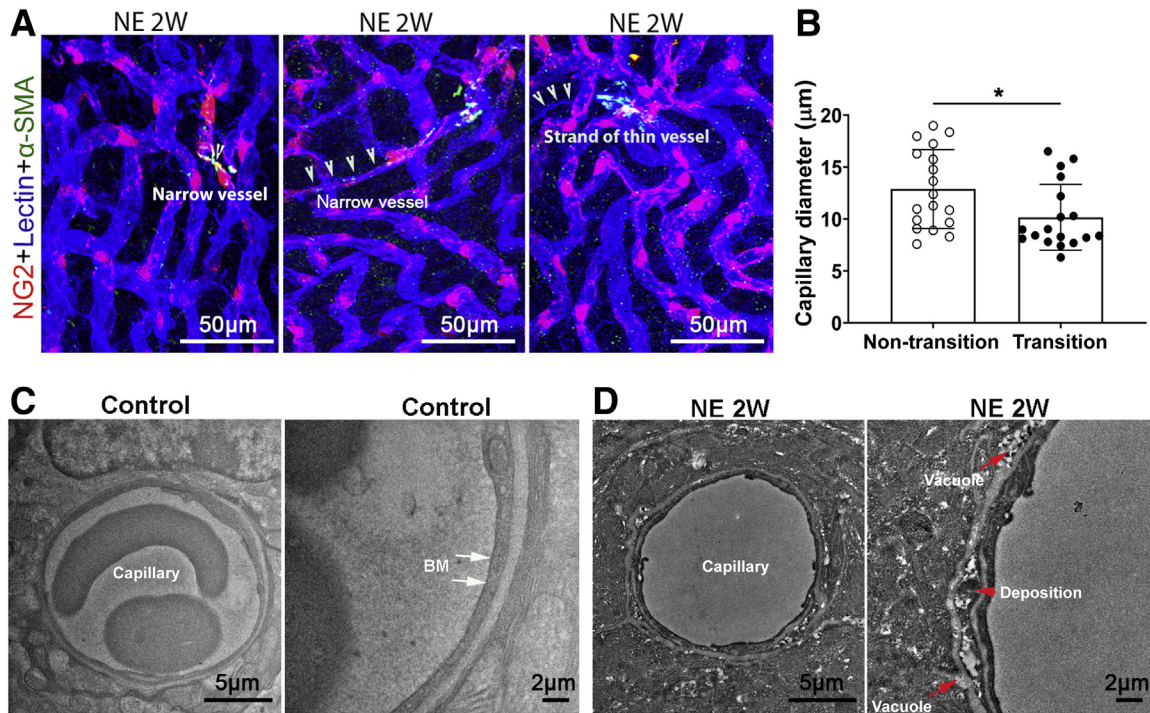 A
NE 2W
NE 2W
NE 2W
NG2+Lectin+α-SMA
Narrow vessel
50μm
Narrow vessel
50μm
Strand of thin vessel
50μm
B
*
Capillary diameter (μm)
20
15
10
5
0
Non-transition
Transition
C
Control
Control
Capillary
5μm
BM
2μm
D
NE 2W
NE 2W
Capillary
5μm
Vacuole
Deposition
Vacuole
2μm